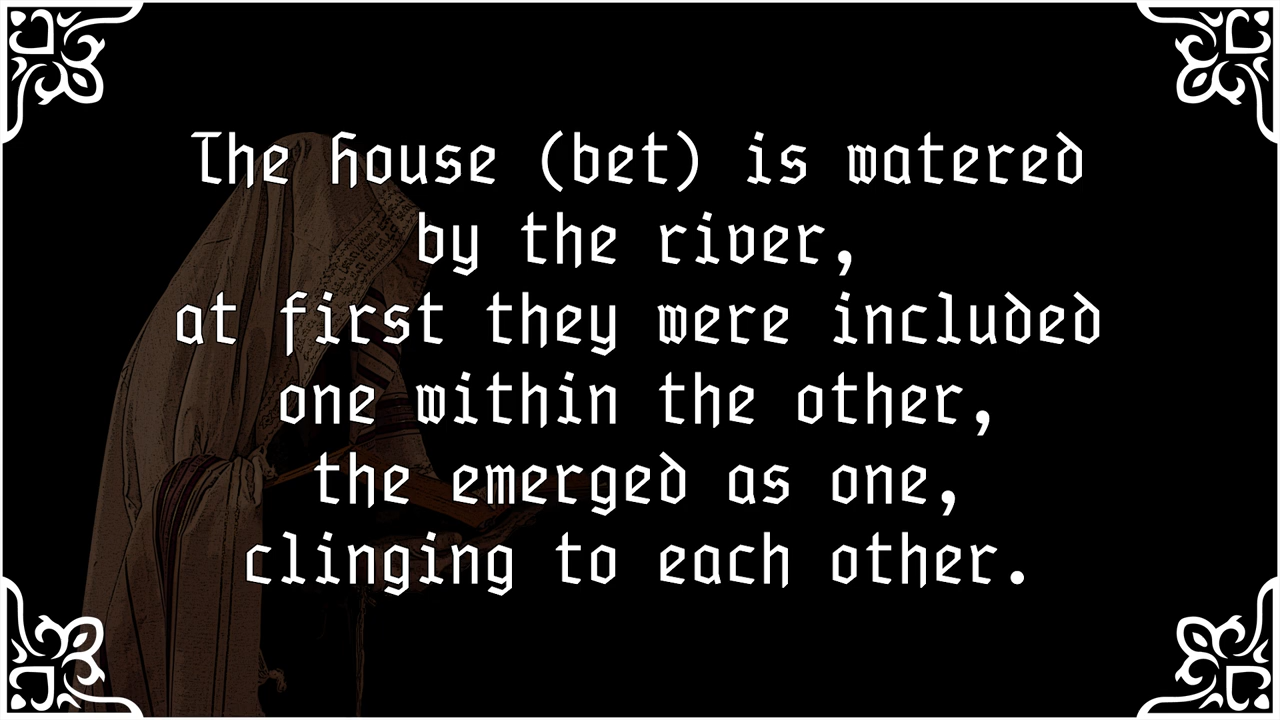 The house (bet) is watered
by the river,
at first they were included
one within the other,
the emerged as one,
clinging to each other.